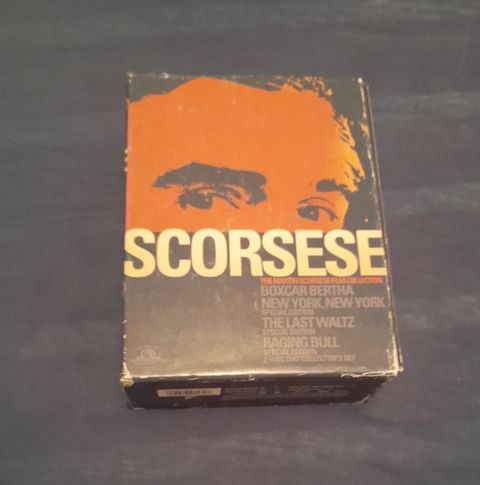 SCORSESE
THE MARTIN SCORSESE FILM COLLECTION
BOXCAR BERTHA
NEW YORK, NEW YORK
SPECIAL EDITION
THE LAST WALTZ
SPECIAL EDITION
RAGING BULL
SPECIAL EDITION
2 DISC DVD COLLECTOR'S SET